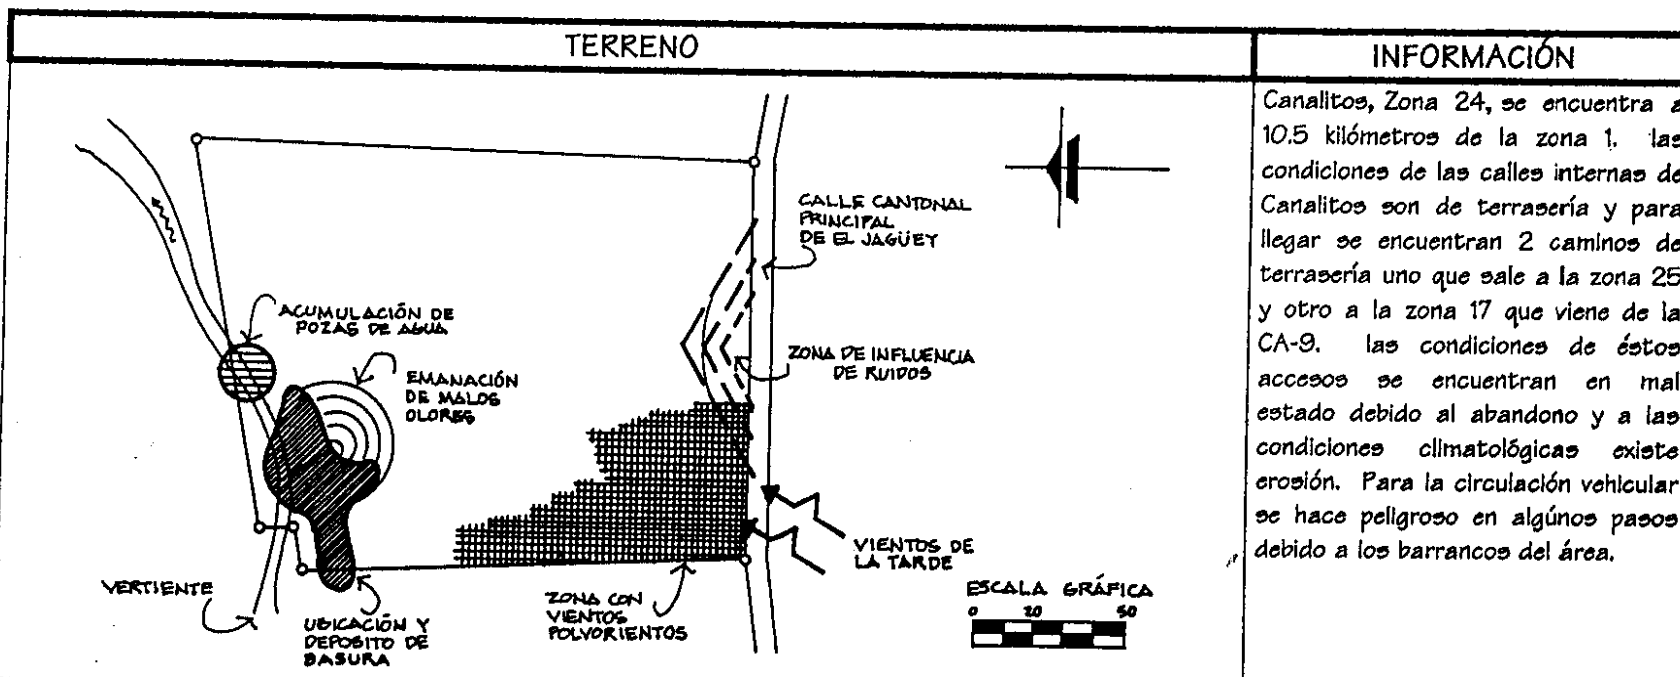 TERRENO
INFORMACIÓN
CALLE CANTONAL
PRINCIPAL
DE EL JAGÜEY
ACUMULACIÓN DE
POZAS DE AGUA
EMANACIÓN
DE MALOS
OLORES
ZONA DE INFLUENCIA
DE RUIDOS
VIENTOS DE
LA TARDE
VERTIENTE
UBICACIÓN Y
DEPOSITO DE
BASURA
ZONA CON
VIENTOS
POLVORIENTOS
ESCALA GRÁFICA
0 20 50
Canalitos, Zona 24, se encuentra a
10.5 kilómetros de la zona 1. las
condiciones de las calles internas de
Canalitos son de terrasería y para
llegar se encuentran 2 caminos de
terrasería uno que sale a la zona 25
y otro a la zona 17 que viene de la
CA-9. las condiciones de éstos
accesos se encuentran en mal
estado debido al abandono y a las
condiciones climatológicas existe
erosión. Para la circulación vehicular
se hace peligroso en algúnos pasos
debido a los barrancos del área.